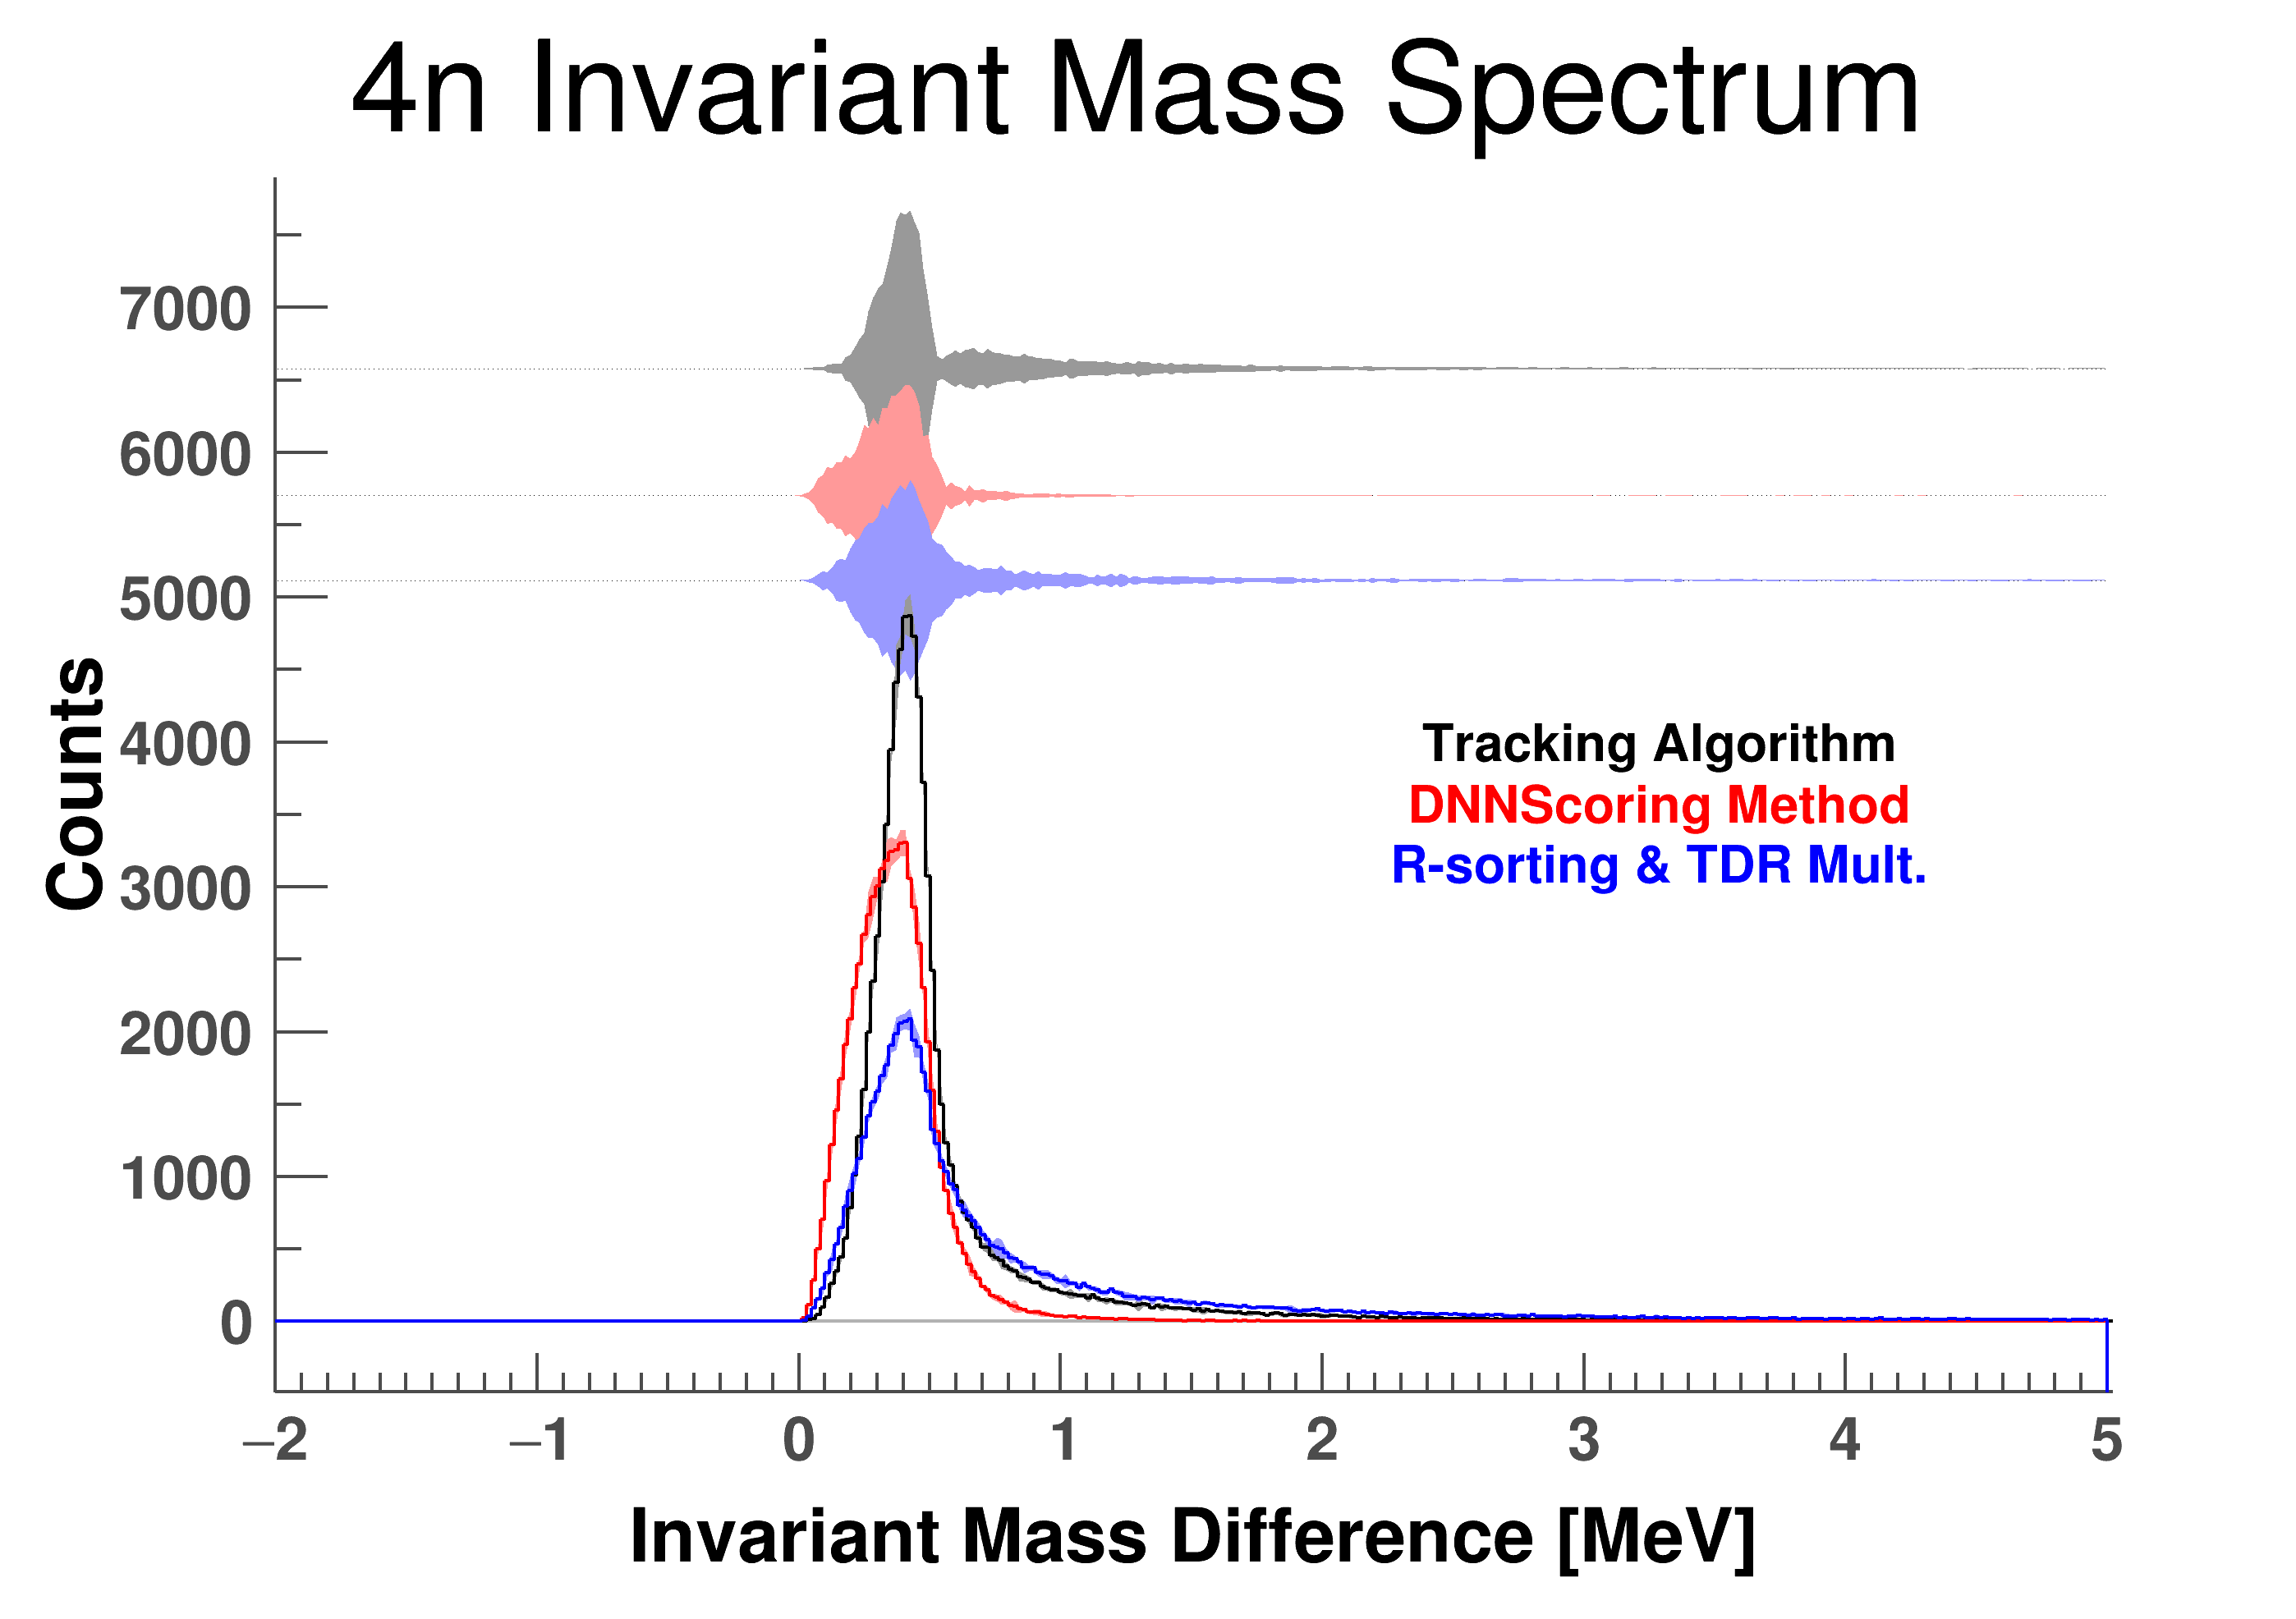 4n Invariant Mass Spectrum
7000
6000
5000
4000
3000
2000
1000
0
Counts
Tracking Algorithm
DNNScoring Method
R-sorting & TDR Mult.
−2 −1 0 1 2 3 4 5
Invariant Mass Difference [MeV]